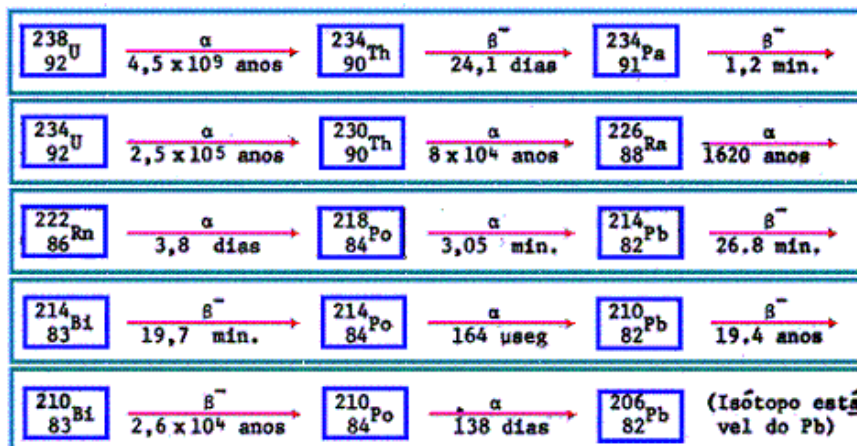 238 U 92 α 4,5 x 10⁹ anos 234 Th 90 β⁻ 24,1 dias 234 Pa 91 β⁻ 1,2 min.
234 U 92 α 2,5 x 10⁵ anos 230 Th 90 α 8 x 10⁴ anos 226 Ra 88 α 1620 anos
222 Rn 86 α 3,8 dias 218 Po 84 α 3,05 min. 214 Pb 82 β⁻ 26.8 min.
214 Bi 83 β⁻ 19,7 min. 214 Po 84 α 164 μseg 210 Pb 82 β⁻ 19.4 anos
210 Bi 83 β⁻ 2,6 x 10⁴ anos 210 Po 84 α 138 dias 206 Pb 82 (Isótopo está
vel do Pb)